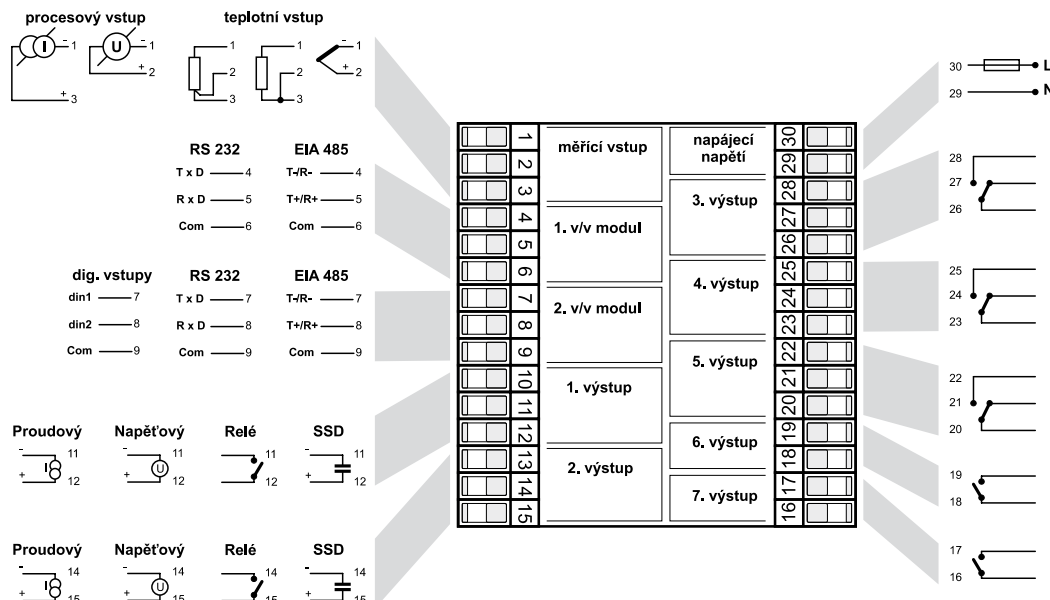 procesový vstup
teplotní vstup
I
- 1
+ 3
U
- 1
+ 2
1
2
3
1
2
3
- 1
+ 2
RS 232
EIA 485
T x D 4
T-/R- 4
R x D 5
T+/R+ 5
Com 6
Com 6
dig. vstupy
RS 232
EIA 485
din1 7
T x D 7
T-/R- 7
din2 8
R x D 8
T+/R+ 8
Com 9
Com 9
Com 9
Proudový
Napěťový
Relé
SSD
- 11
+ I 12
- 11
+ U 12
11
12
- 11
+ 12
Proudový
Napěťový
Relé
SSD
- 14
+ I 15
- 14
+ U 15
14
15
- 14
+ 15
1
2
3
4
5
6
7
8
9
10
11
12
13
14
15
měřící vstup
1. v/v modul
2. v/v modul
1. výstup
2. výstup
napájecí
napětí
3. výstup
4. výstup
5. výstup
6. výstup
7. výstup
30
29
28
27
26
25
24
23
22
21
20
19
18
17
16
30 L
29 N
28
27
26
25
24
23
22
21
20
19
18
17
16